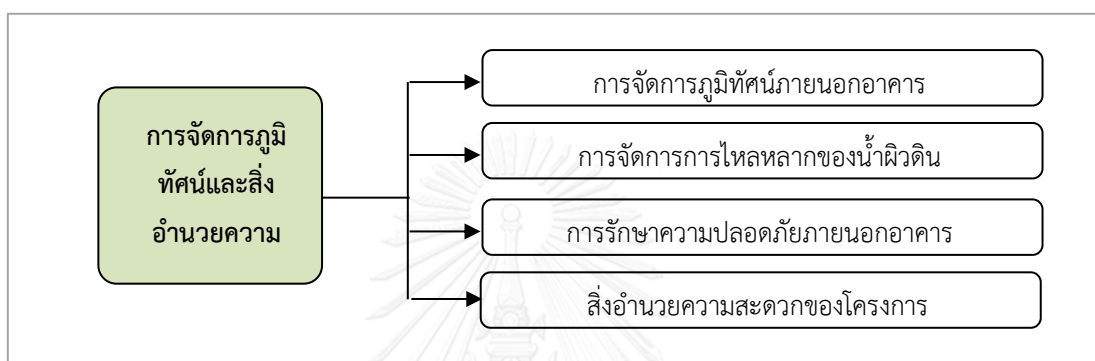 การจัดการภูมิ
ทัศน์และสิ่ง
อำนวยความ
การจัดการภูมิทัศน์ภายนอกอาคาร
การจัดการการไหลหลากของน้ำผิวดิน
การรักษาความปลอดภัยภายนอกอาคาร
สิ่งอำนวยความสะดวกของโครงการ